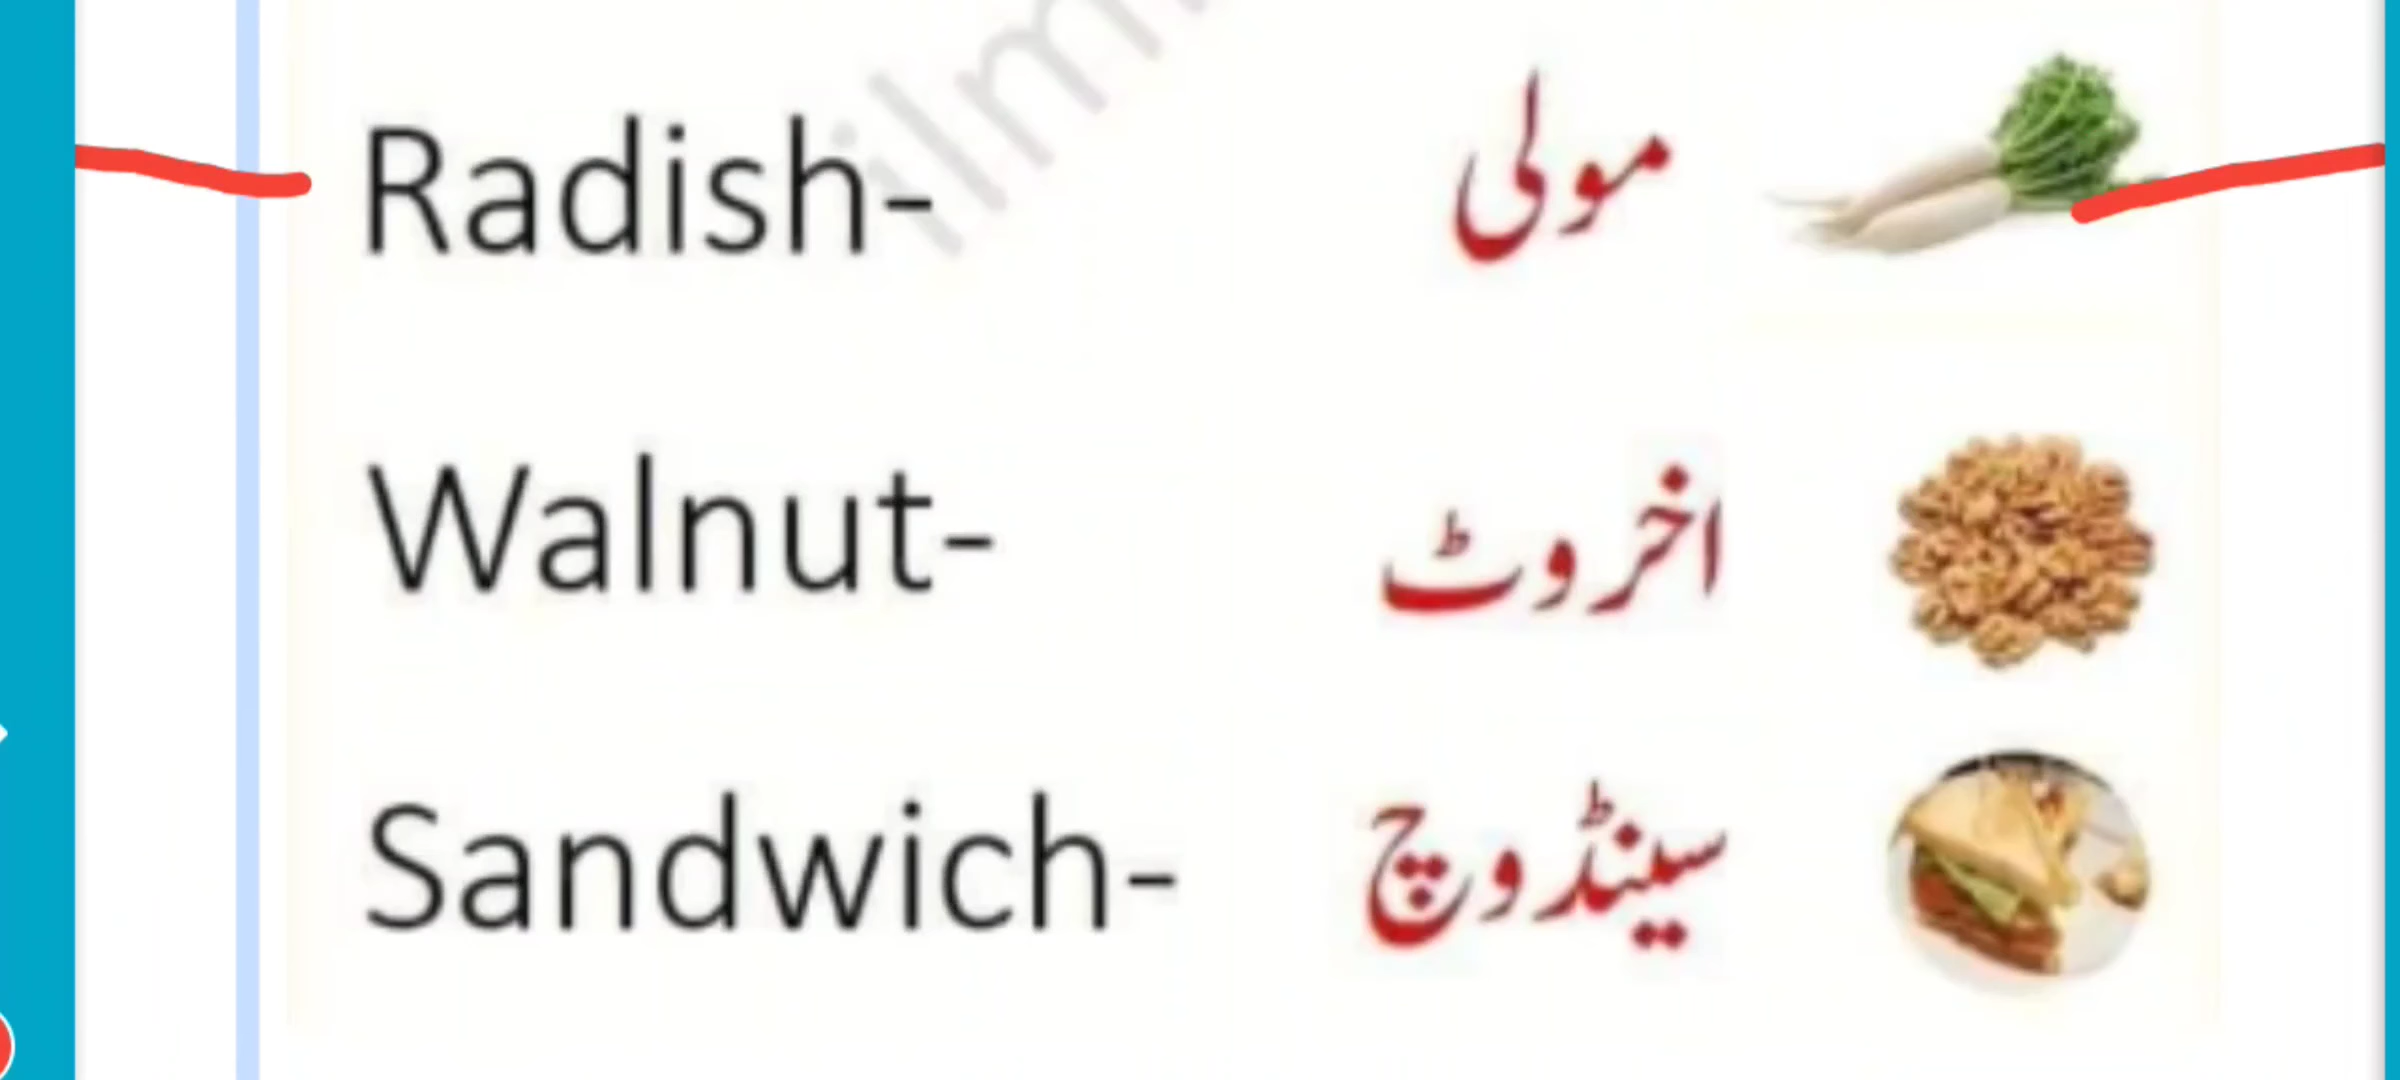 Radish- مولی
Walnut- اخروٹ
Sandwich- سینڈوچ